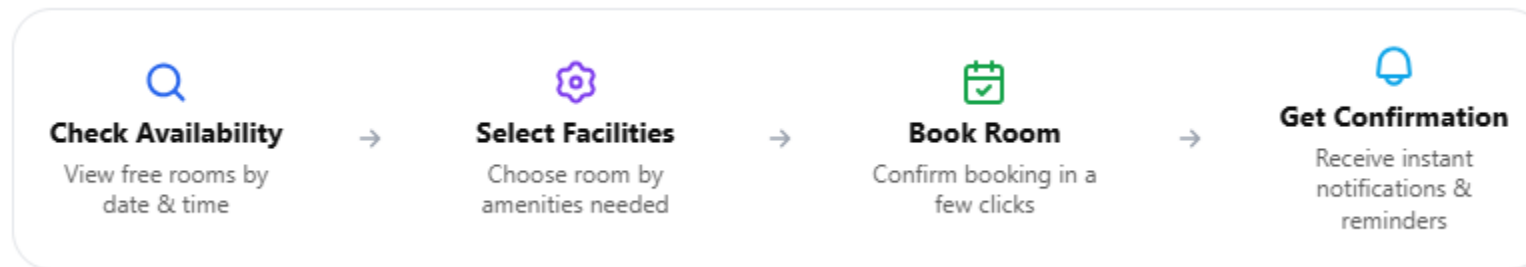 Check Availability
View free rooms by
date & time
Select Facilities
Choose room by
amenities needed
Book Room
Confirm booking in a
few clicks
Get Confirmation
Receive instant
notifications &
reminders